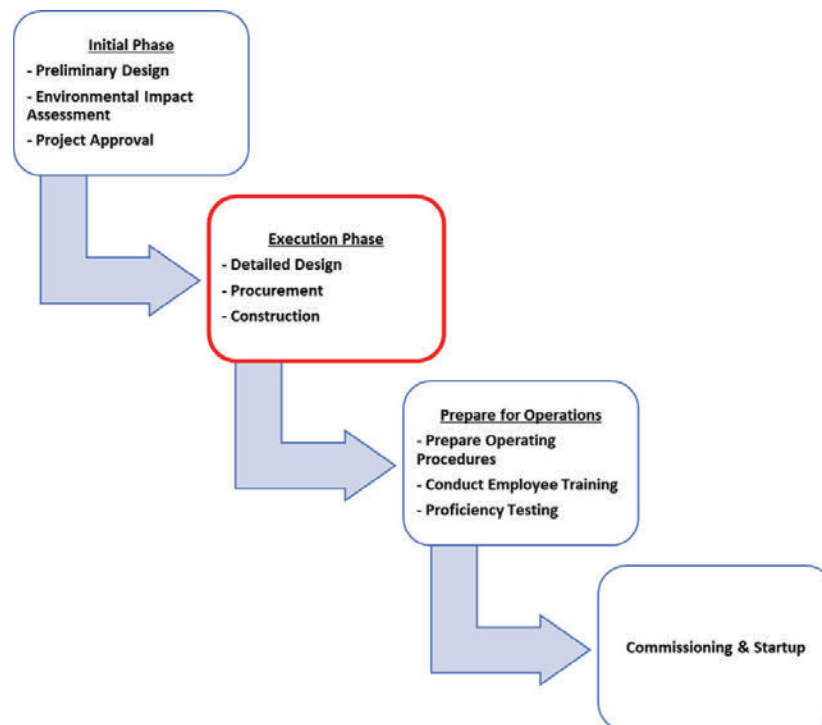 Initial Phase
- Preliminary Design
- Environmental Impact
Assessment
- Project Approval
Execution Phase
- Detailed Design
- Procurement
- Construction
Prepare for Operations
- Prepare Operating
Procedures
- Conduct Employee Training
- Proficiency Testing
Commissioning & Startup